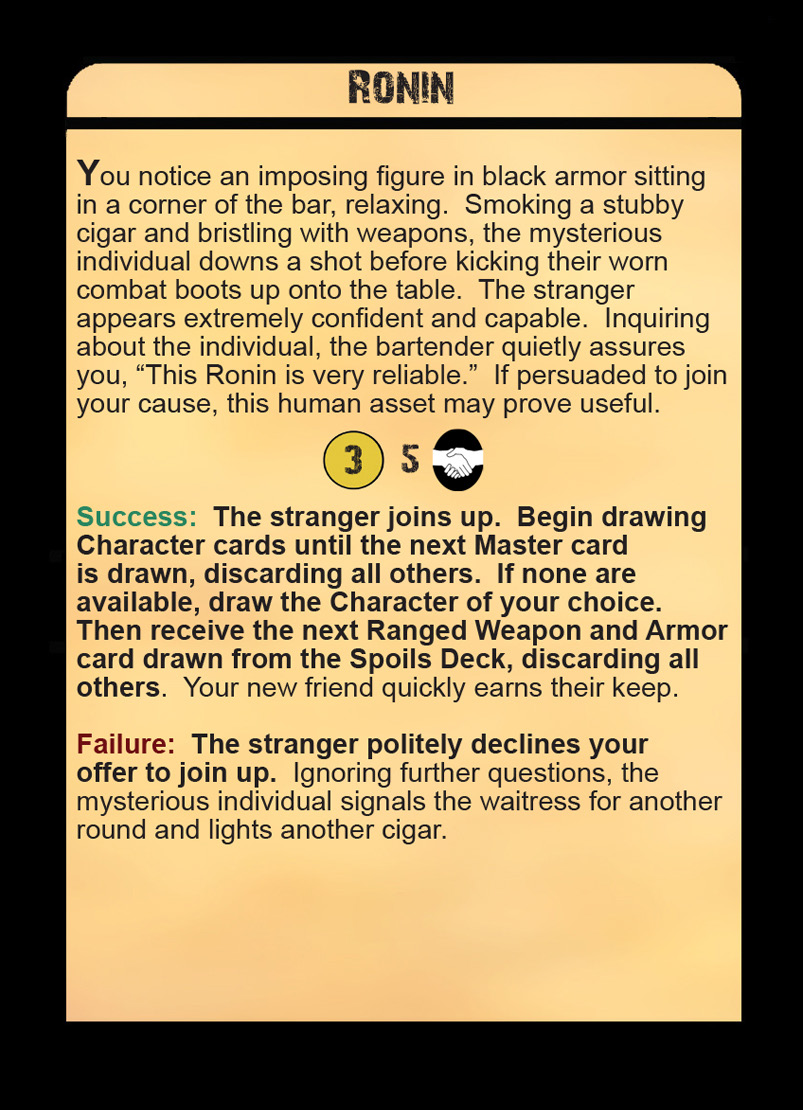 Ronin
You notice an imposing figure in black armor sitting
in a corner of the bar, relaxing.  Smoking a stubby
cigar and bristling with weapons, the mysterious
individual downs a shot before kicking their worn
combat boots up onto the table.  The stranger
appears extremely confident and capable.  Inquiring
about the individual, the bartender quietly assures
you, “This Ronin is very reliable.”  If persuaded to join
your cause, this human asset may prove useful.
3 5
Success:  The stranger joins up.  Begin drawing
Character cards until the next Master card
is drawn, discarding all others.  If none are
available, draw the Character of your choice.
Then receive the next Ranged Weapon and Armor
card drawn from the Spoils Deck, discarding all
others.  Your new friend quickly earns their keep.
Failure:  The stranger politely declines your
offer to join up.  Ignoring further questions, the
mysterious individual signals the waitress for another
round and lights another cigar.